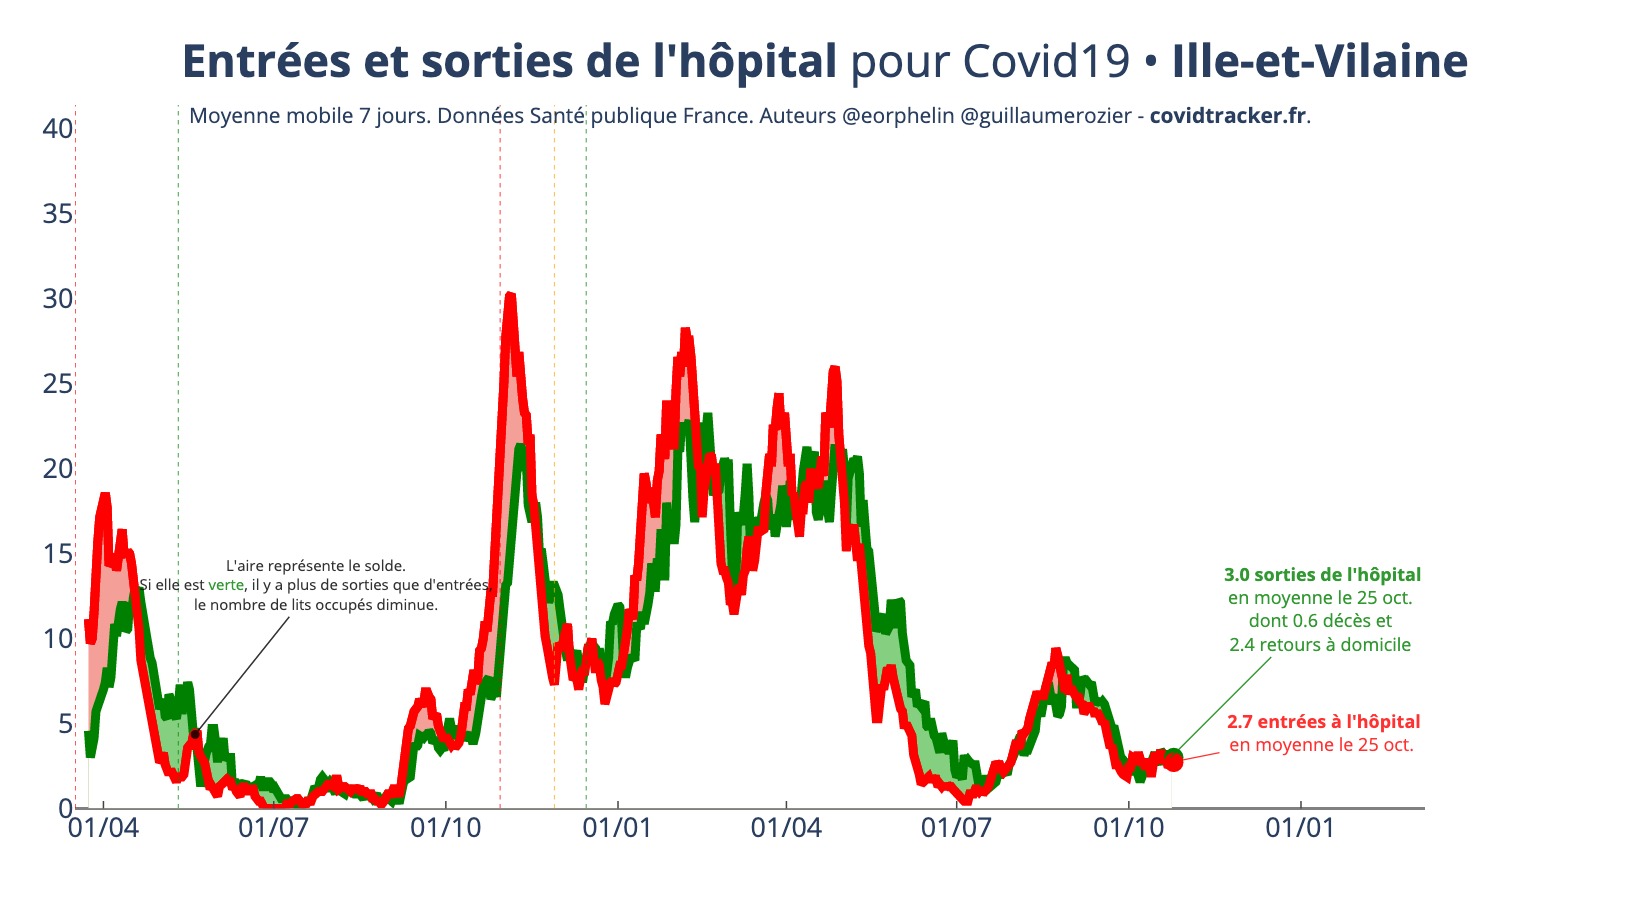 Entrées et sorties de l'hôpital pour Covid19 • Ille-et-Vilaine
Moyenne mobile 7 jours. Données Santé publique France. Auteurs @eorphelin @guillaumerozier - covidtracker.fr.
40
35
30
25
20
15
10
5
0
L'aire représente le solde.
Si elle est verte, il y a plus de sorties que d'entrées,
le nombre de lits occupés diminue.
3.0 sorties de l'hôpital
en moyenne le 25 oct.
dont 0.6 décès et
2.4 retours à domicile
2.7 entrées à l'hôpital
en moyenne le 25 oct.
01/04 01/07 01/10 01/01 01/04 01/07 01/10 01/01